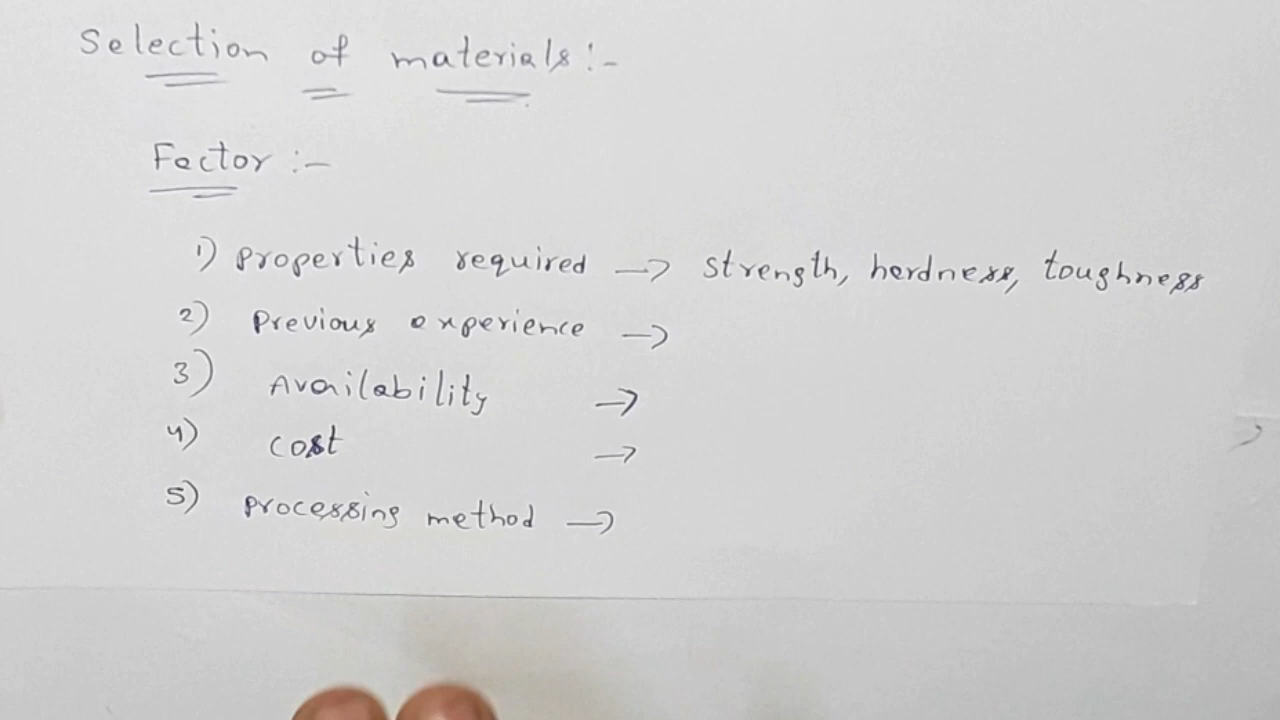 Selection of materials :-
Factor :-
1) properties required → strength, hardness, toughness
2) Previous experience →
3) Availability →
4) cost →
5) processing method →